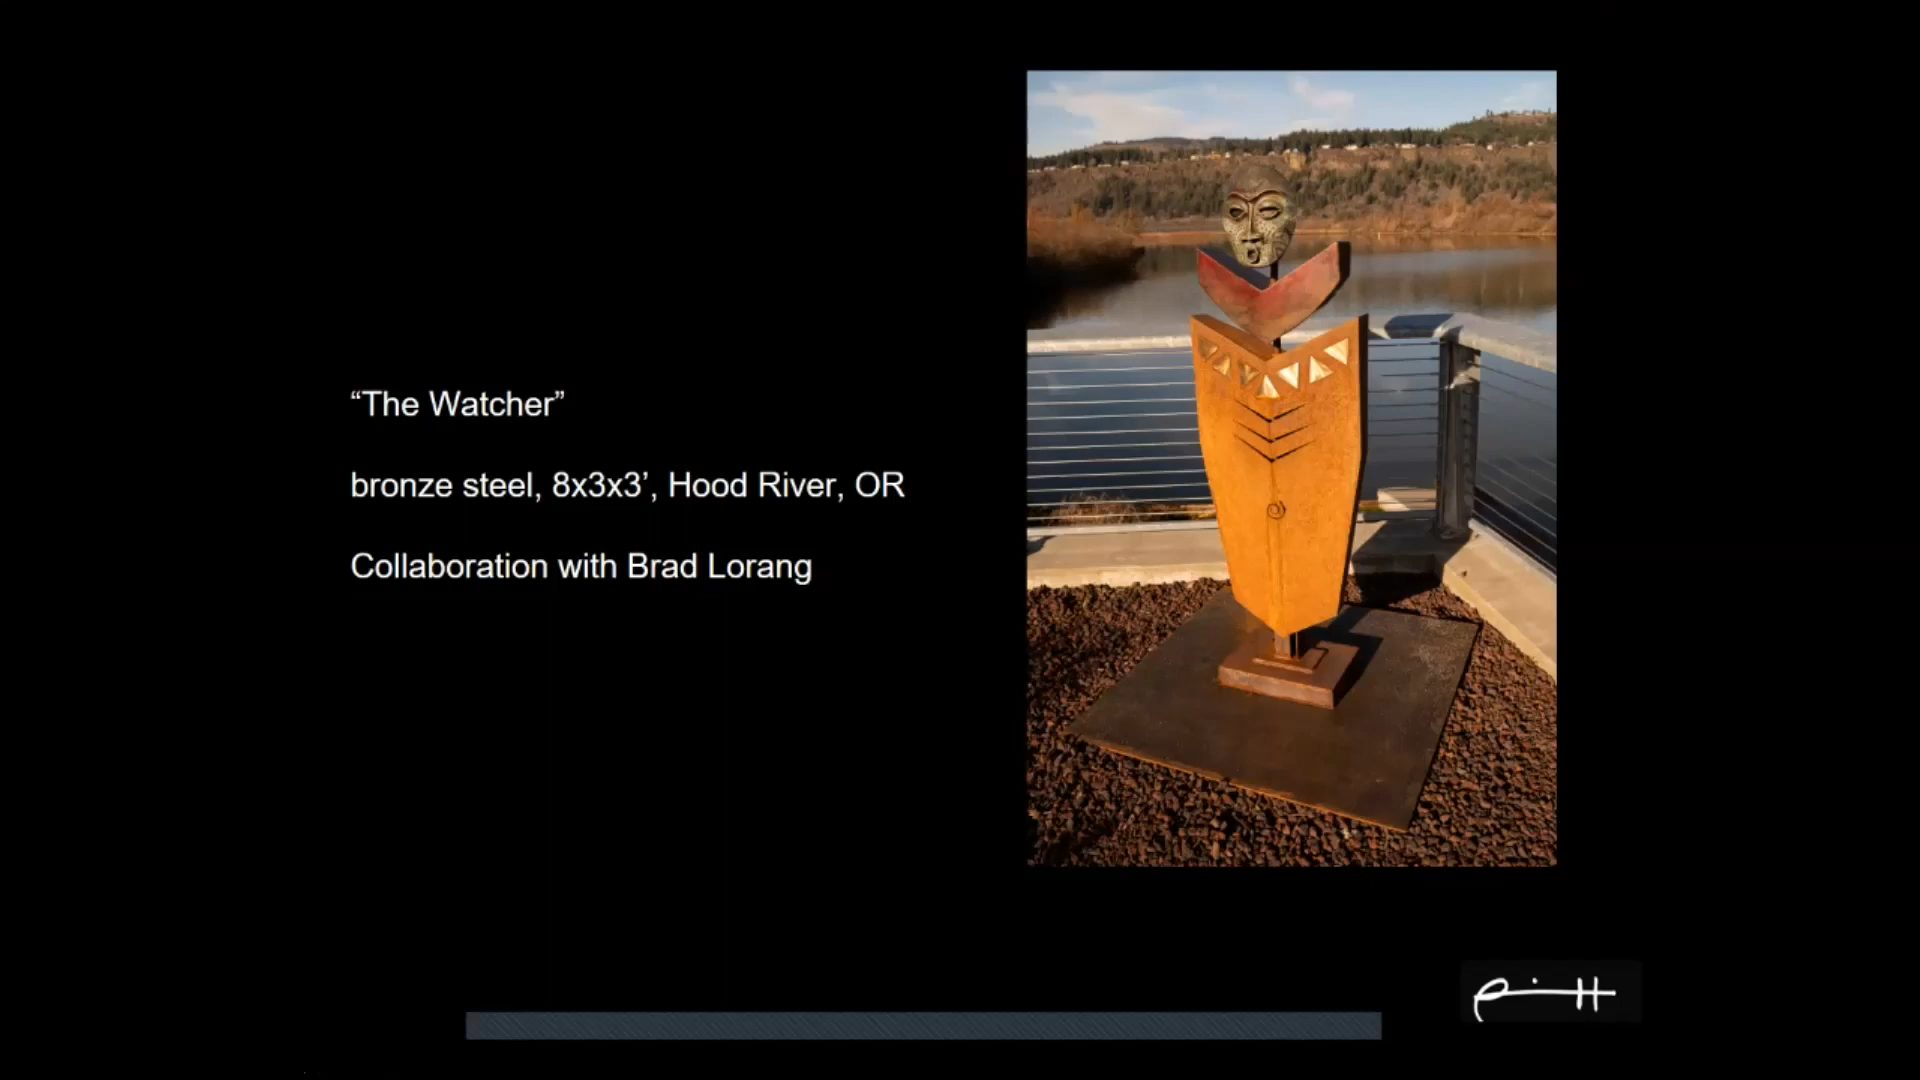 “The Watcher”
bronze steel, 8x3x3’, Hood River, OR
Collaboration with Brad Lorang